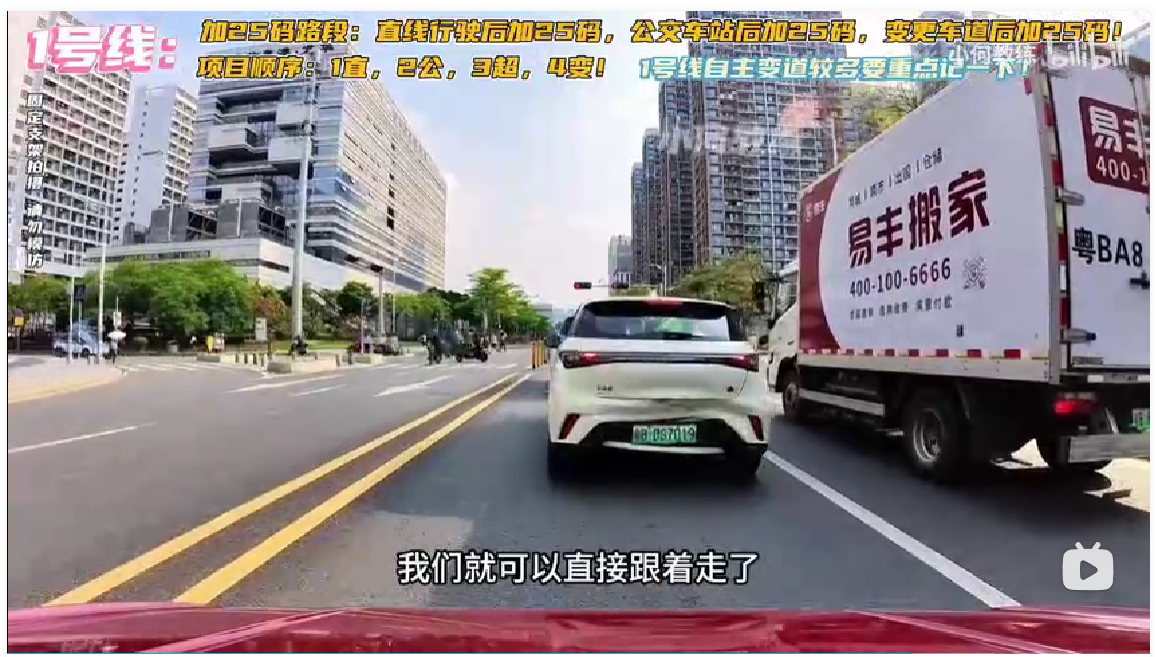 1号线：
加25码路段：直线行驶后加25码，公交车站后加25码，变更车道后加25码！
项目顺序：1直，2公，3超，4变！
1号线自主变道较多要重点记一下！
小何教练 bilibili
固定支架拍摄 请勿模仿
易丰搬家
400-100-6666
易丰
400-1
粤BA8
我们就可以直接跟着走了